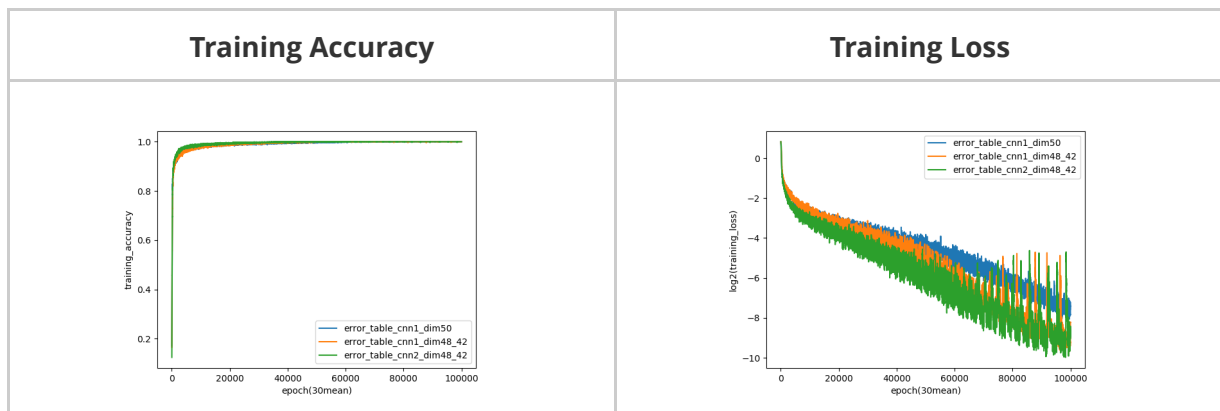 Training Accuracy
Training Loss
1.0
0.8
0.6
0.4
0.2
training_accuracy
error_table_cnn1_dim50
error_table_cnn1_dim48_42
error_table_cnn2_dim48_42
0 20000 40000 60000 80000 100000
epoch(30mean)
0
−2
−4
−6
−8
−10
log2(training_loss)
error_table_cnn1_dim50
error_table_cnn1_dim48_42
error_table_cnn2_dim48_42
0 20000 40000 60000 80000 100000
epoch(30mean)